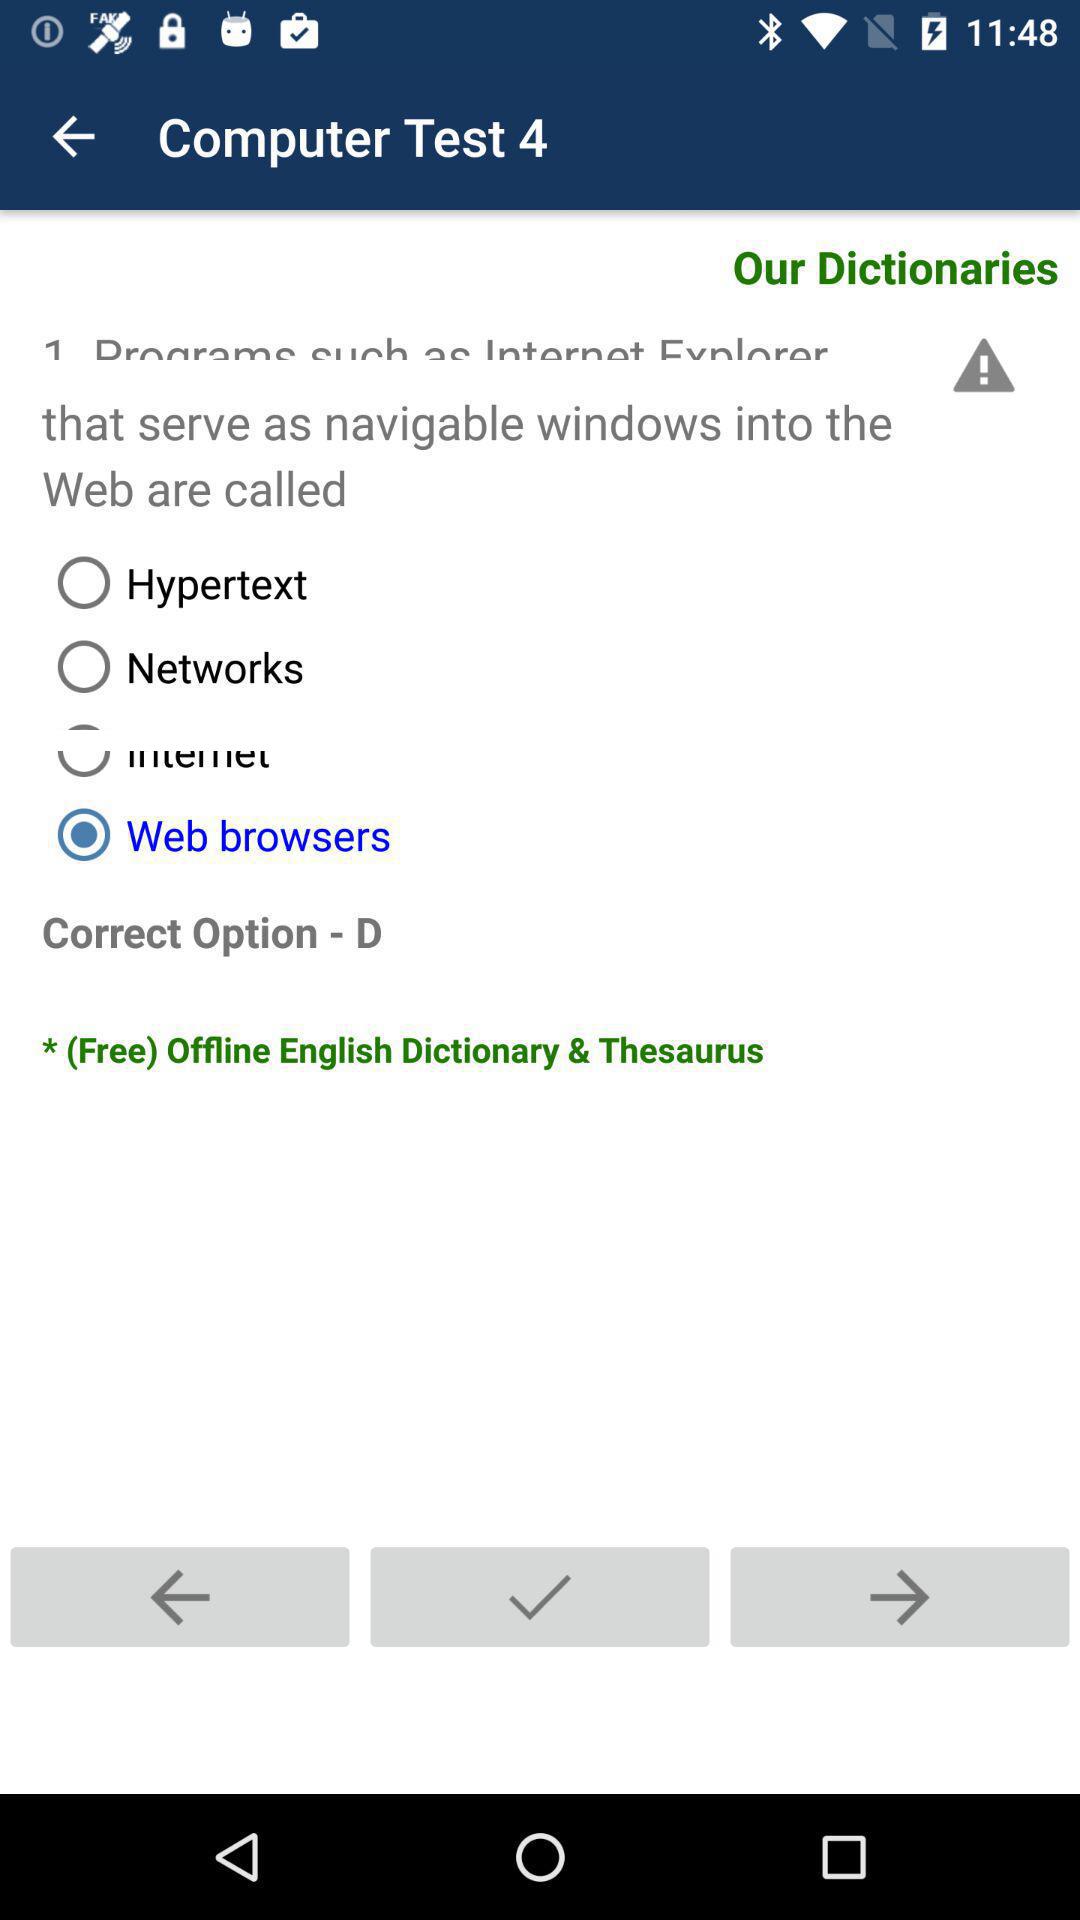 FAKE
11:48
Computer Test 4
Our Dictionaries
1. Programs such as Internet Explorer
that serve as navigable windows into the
Web are called
Hypertext
Networks
Internet
Web browsers
Correct Option - D
* (Free) Offline English Dictionary & Thesaurus